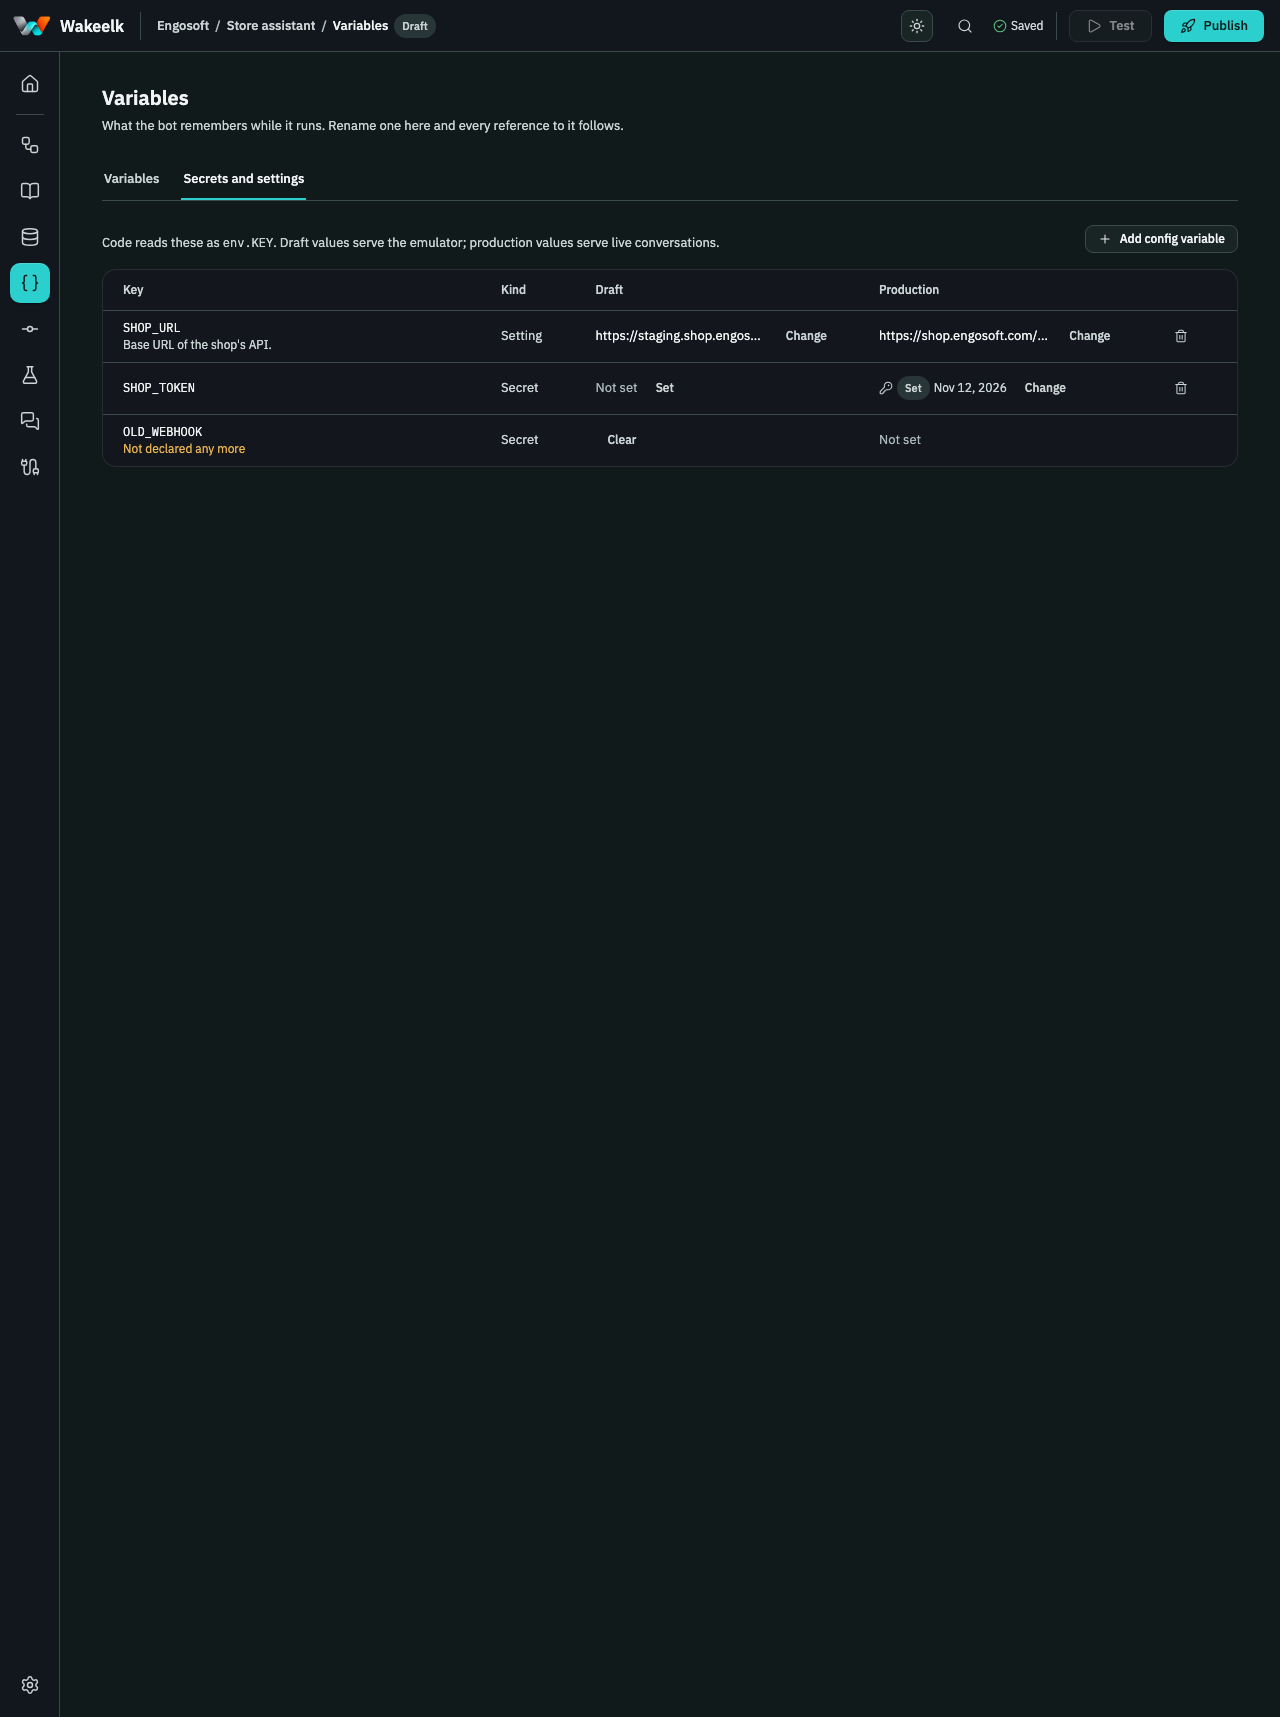 Wakeelk
Engosoft / Store assistant / Variables Draft
Saved
Test
Publish
Variables
What the bot remembers while it runs. Rename one here and every reference to it follows.
Variables Secrets and settings
Code reads these as env.KEY. Draft values serve the emulator; production values serve live conversations.
Add config variable
Key Kind Draft Production
SHOP_URL
Base URL of the shop's API.
Setting https://staging.shop.engos... Change https://shop.engosoft.com/... Change
SHOP_TOKEN Secret Not set Set Set Nov 12, 2026 Change
OLD_WEBHOOK
Not declared any more
Secret Clear Not set